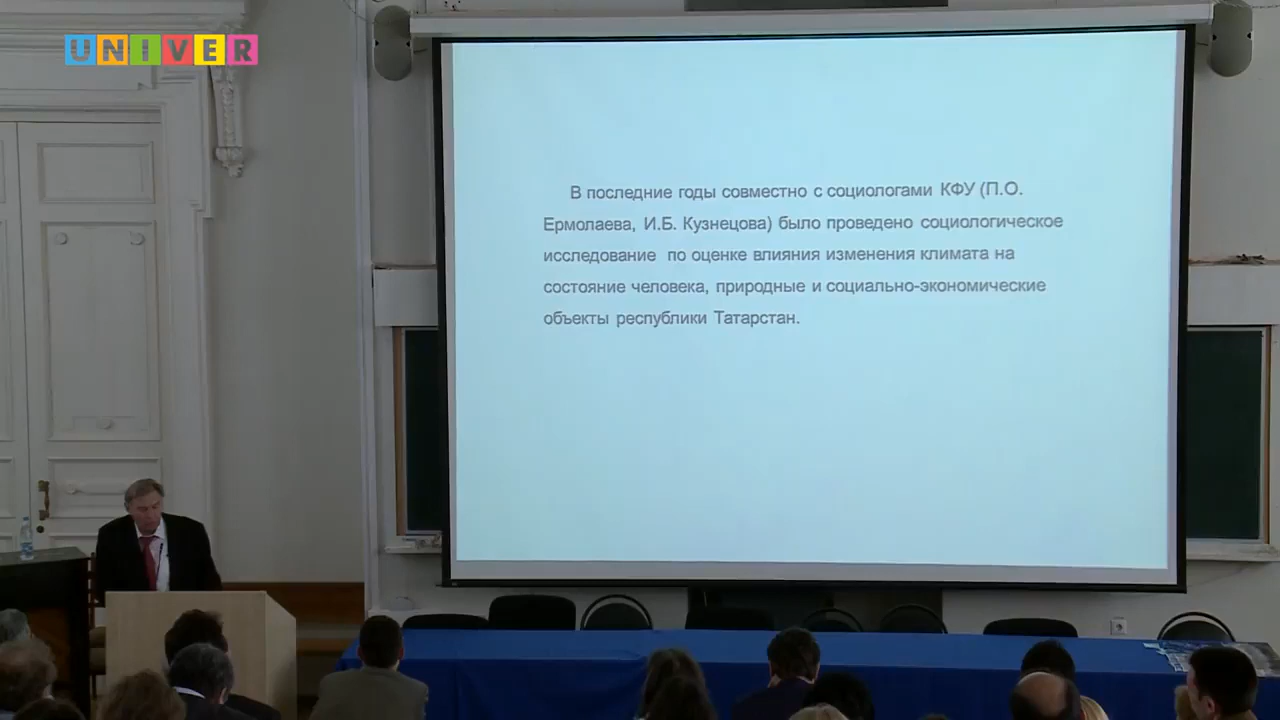 UNIVER
В последние годы совместно с социологами КФУ (П.О.
Ермолаева, И.Б. Кузнецова) было проведено социологическое
исследование по оценке влияния изменения климата на
состояние человека, природные и социально-экономические
объекты республики Татарстан.